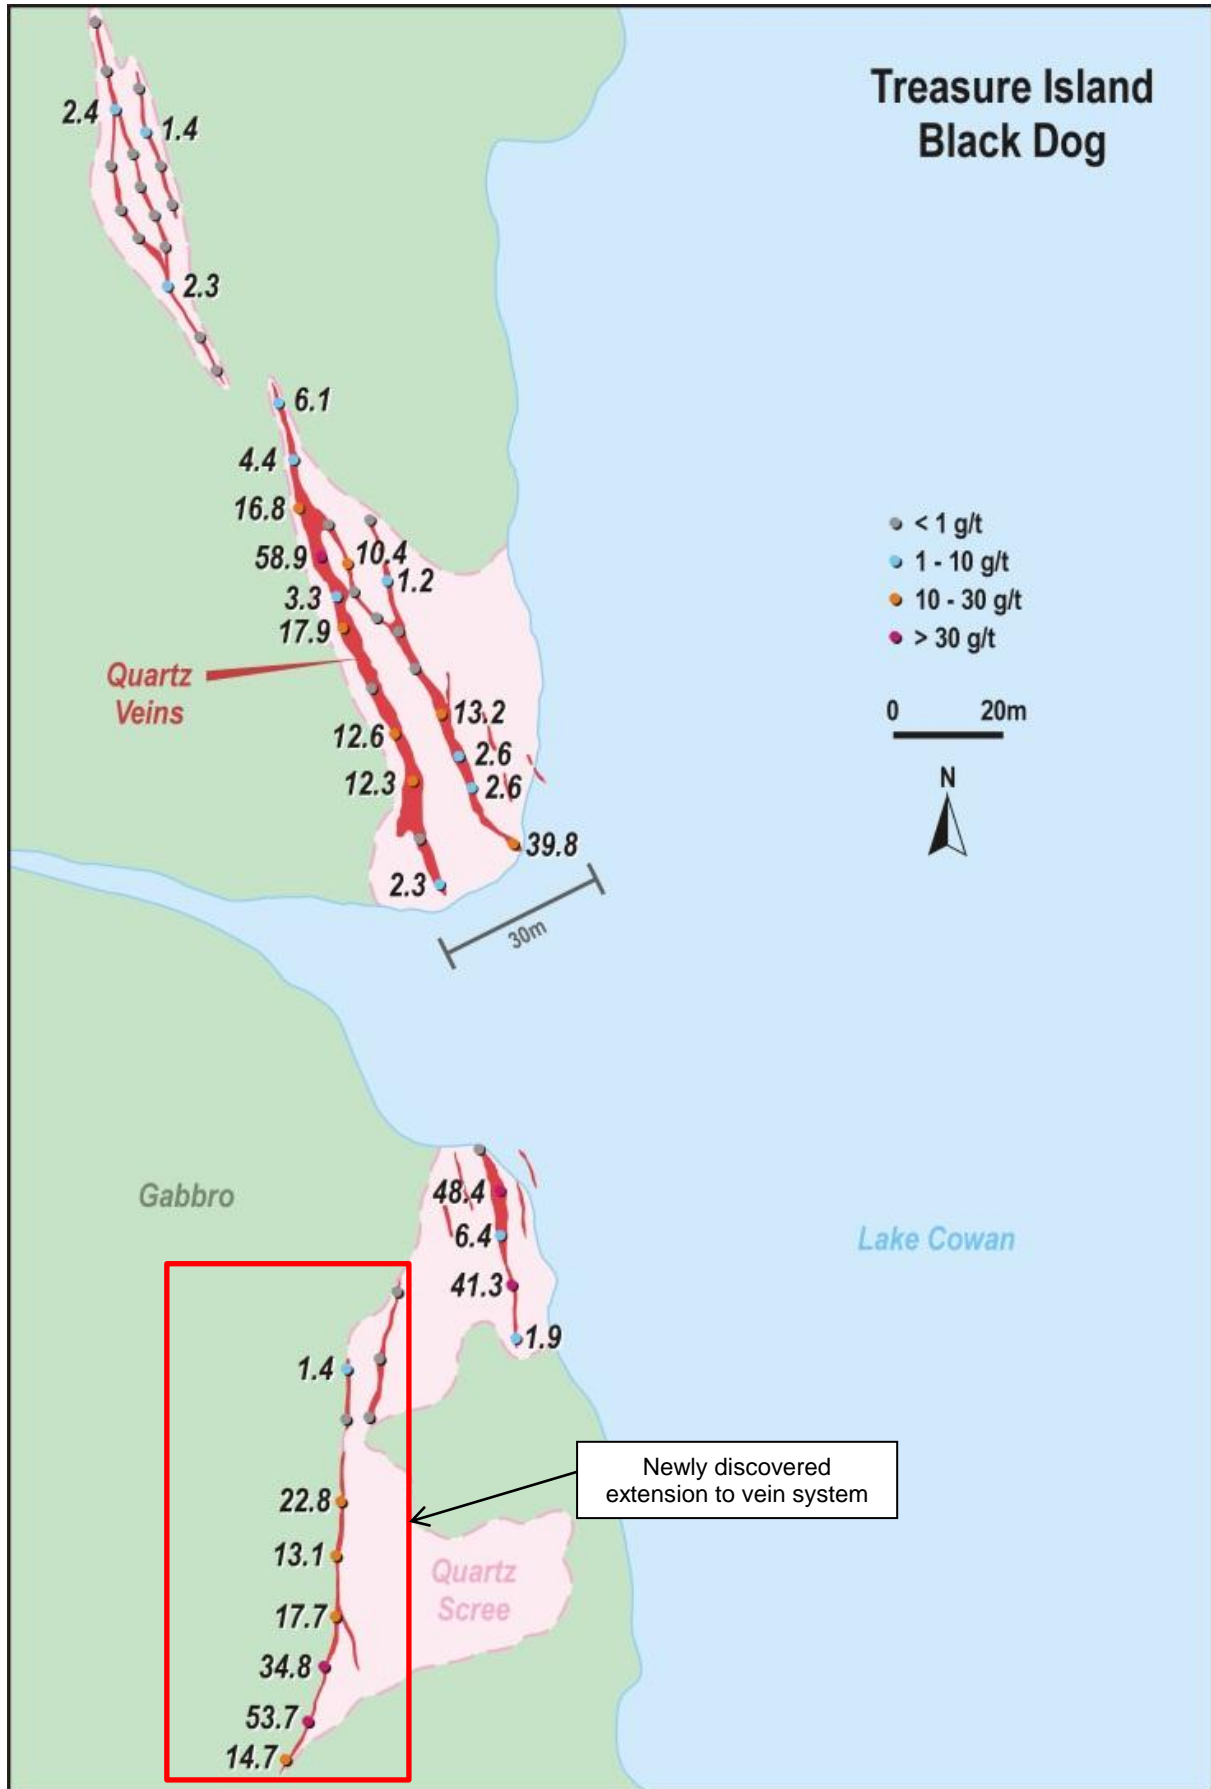 Treasure Island
Black Dog
2.4
1.4
2.3
6.1
4.4
16.8
58.9
10.4
3.3
1.2
17.9
Quartz
Veins
13.2
12.6
2.6
12.3
2.6
39.8
2.3
30m
< 1 g/t
1 - 10 g/t
10 - 30 g/t
> 30 g/t
0 20m
N
Gabbro
48.4
6.4
Lake Cowan
41.3
1.9
1.4
Newly discovered
extension to vein system
22.8
13.1
Quartz
Scree
17.7
34.8
53.7
14.7